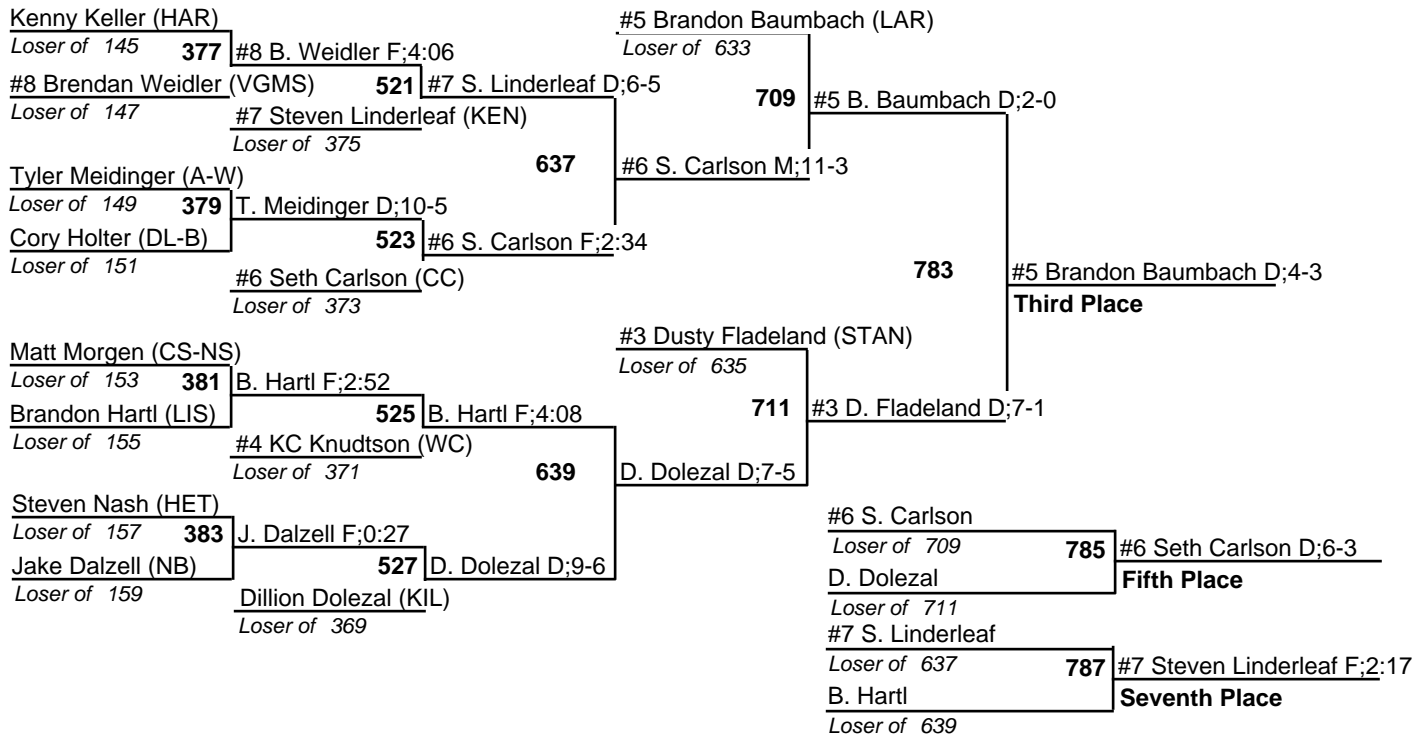 Kenny Keller (HAR)
Loser of 145
377
#8 B. Weidler F;4:06
#8 Brendan Weidler (VGMS)
Loser of 147
521
#7 S. Linderleaf D;6-5
#7 Steven Linderleaf (KEN)
Loser of 375
637
#6 S. Carlson M;11-3
Tyler Meidinger (A-W)
Loser of 149
379
T. Meidinger D;10-5
Cory Holter (DL-B)
Loser of 151
523
#6 S. Carlson F;2:34
#6 Seth Carlson (CC)
Loser of 373
Matt Morgen (CS-NS)
Loser of 153
381
B. Hartl F;2:52
Brandon Hartl (LIS)
Loser of 155
525
B. Hartl F;4:08
#4 KC Knudtson (WC)
Loser of 371
639
D. Dolezal D;7-5
Steven Nash (HET)
Loser of 157
383
J. Dalzell F;0:27
Jake Dalzell (NB)
Loser of 159
527
D. Dolezal D;9-6
Dillion Dolezal (KIL)
Loser of 369
#5 Brandon Baumbach (LAR)
Loser of 633
709
#5 B. Baumbach D;2-0
783
#5 Brandon Baumbach D;4-3
Third Place
#3 Dusty Fladeland (STAN)
Loser of 635
711
#3 D. Fladeland D;7-1
#6 S. Carlson
Loser of 709
785
#6 Seth Carlson D;6-3
D. Dolezal
Fifth Place
Loser of 711
#7 S. Linderleaf
Loser of 637
787
#7 Steven Linderleaf F;2:17
B. Hartl
Seventh Place
Loser of 639